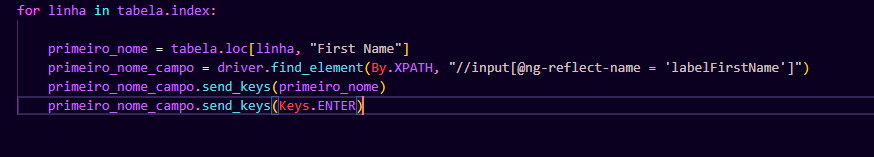 for linha in tabela.index:
primeiro_nome = tabela.loc[linha, "First Name"]
primeiro_nome_campo = driver.find_element(By.XPATH, "//input[@ng-reflect-name = 'labelFirstName']")
primeiro_nome_campo.send_keys(primeiro_nome)
primeiro_nome_campo.send_keys(Keys.ENTER)